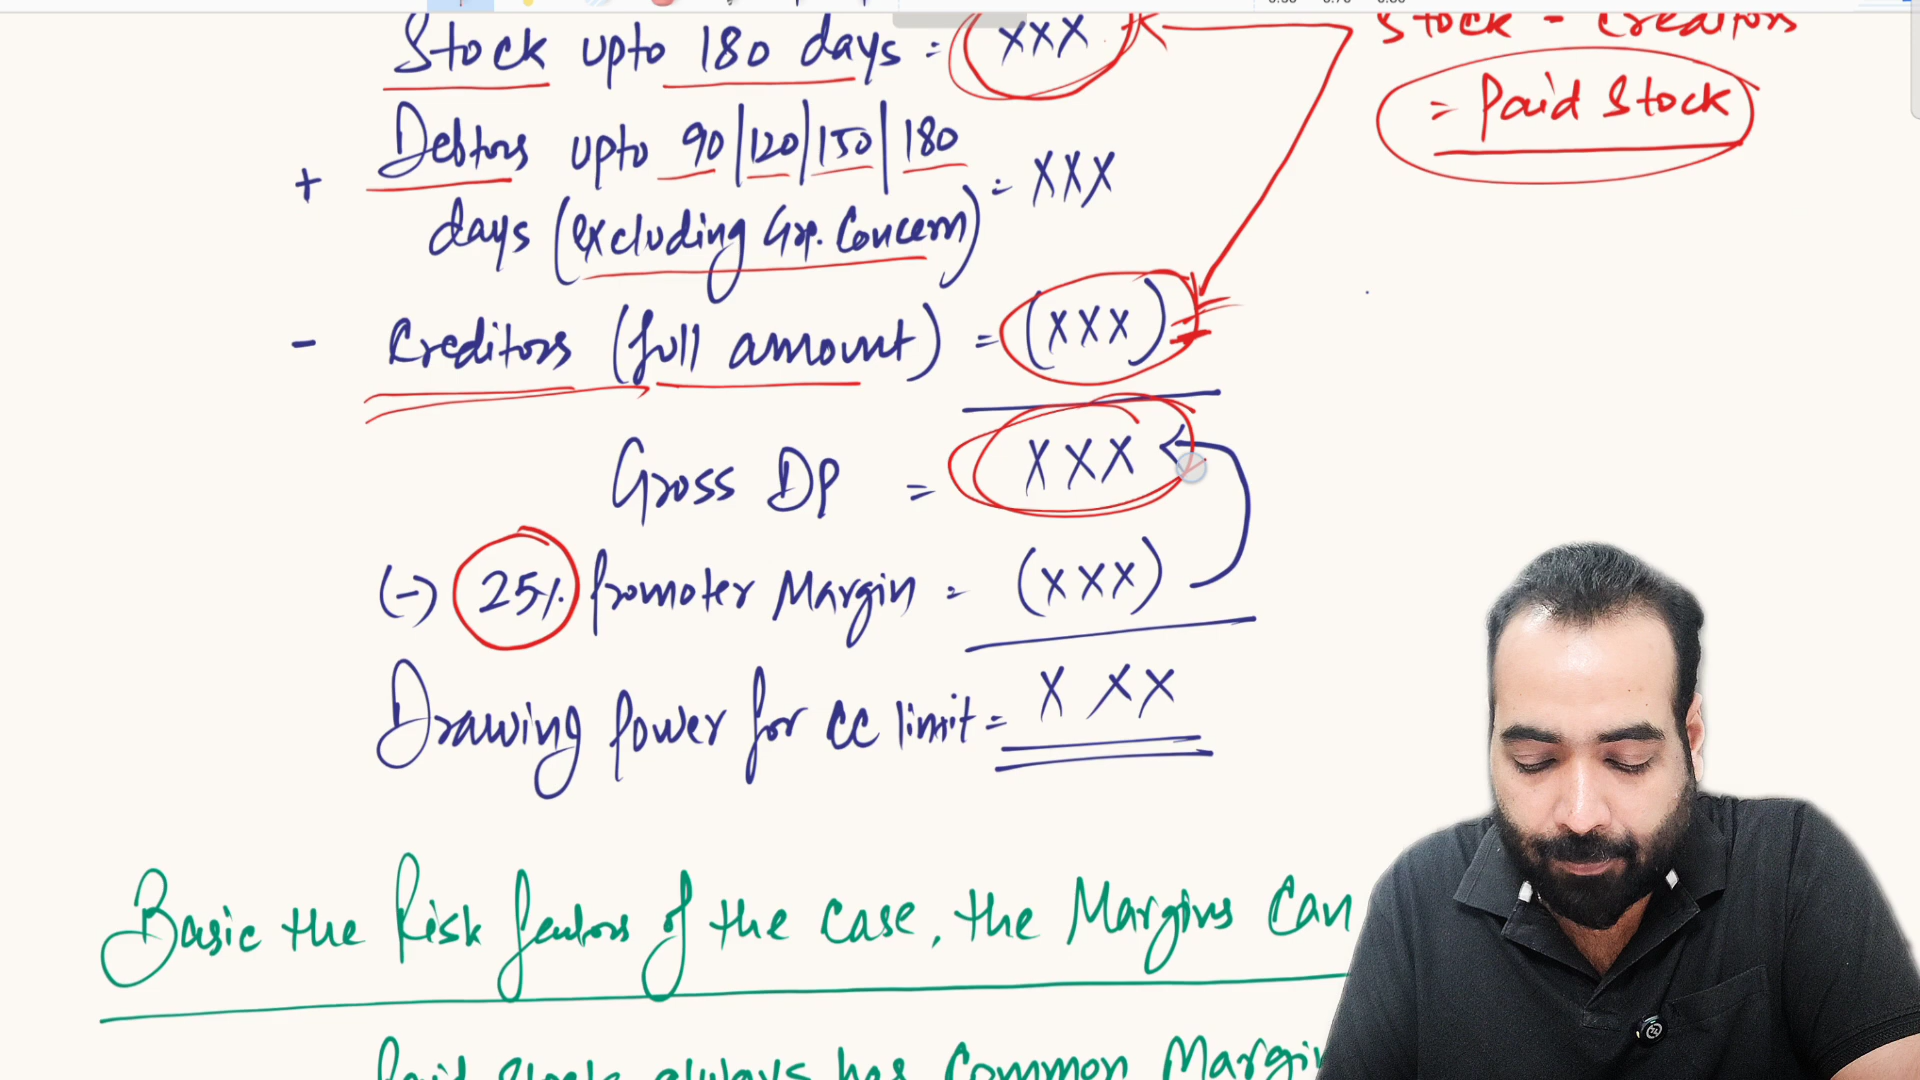 Stock upto 180 days = XXX
Stock - Creditors
= Paid Stock
+ Debtors upto 90|120|150|180
days (excluding Grp. Concern) = XXX
- Creditors (full amount) = (XXX)
Gross DP = XXX
(-) 25% Promoter Margin = (XXX)
Drawing Power for CC limit = XXX
Basic the Risk factors of the case, the Margins Can
Paid Stock always has Common Margin